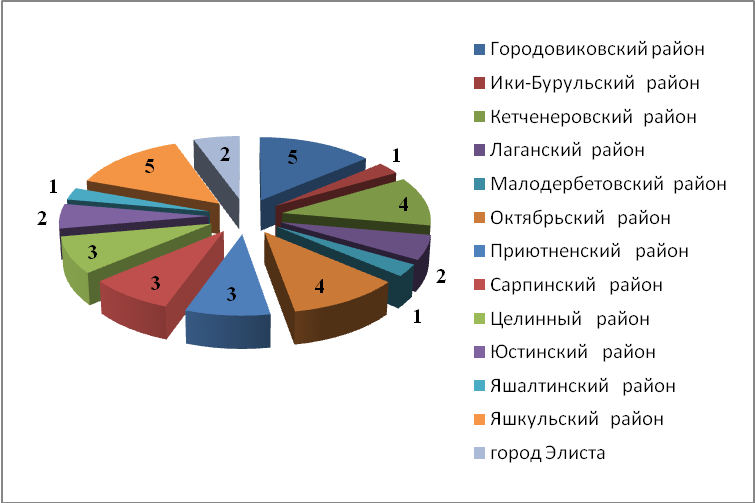 Городовиковский район
Ики-Бурульский район
Кетченеровский район
Лаганский район
Малодербетовский район
Октябрьский район
Приютненский район
Сарпинский район
Целинный район
Юстинский район
Яшалтинский район
Яшкульский район
город Элиста
5
1
4
2
1
4
3
3
3
2
1
5
2